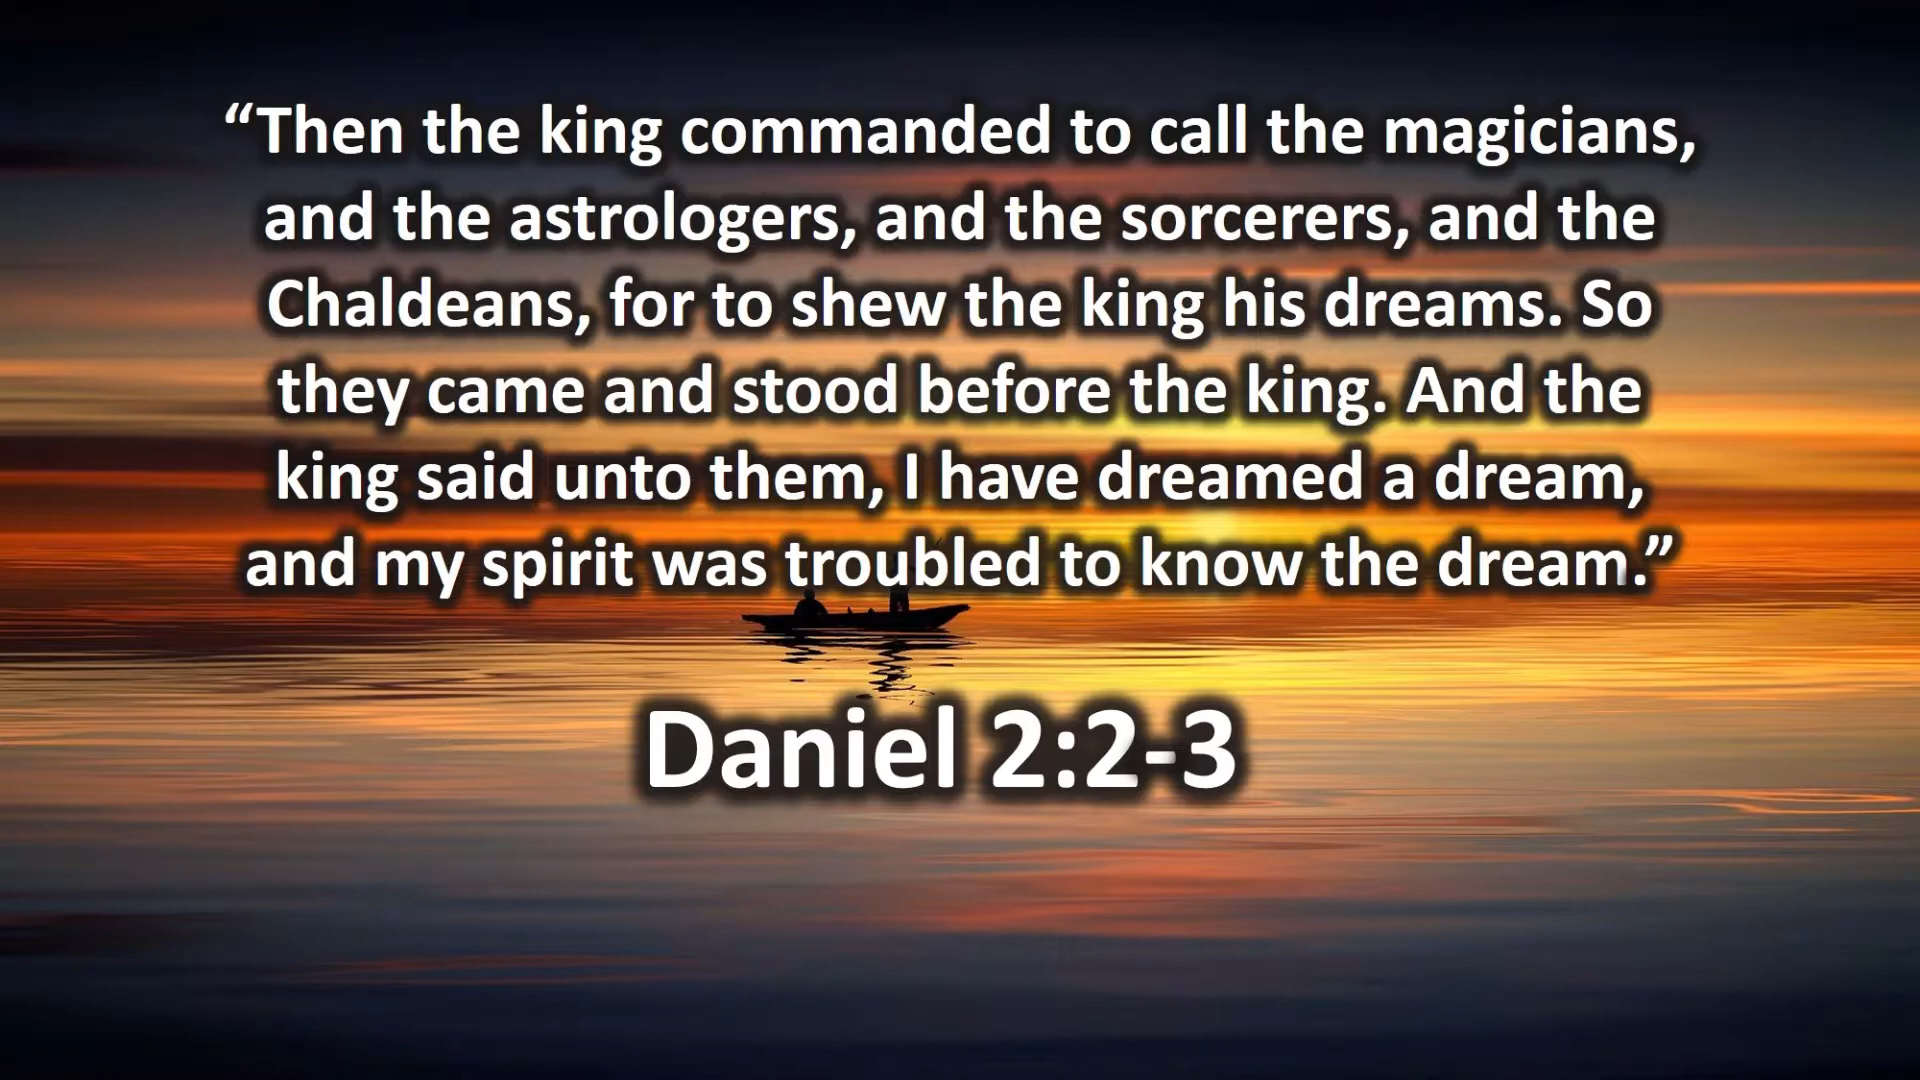 “Then the king commanded to call the magicians,
and the astrologers, and the sorcerers, and the
Chaldeans, for to shew the king his dreams. So
they came and stood before the king. And the
king said unto them, I have dreamed a dream,
and my spirit was troubled to know the dream.”
Daniel 2:2-3